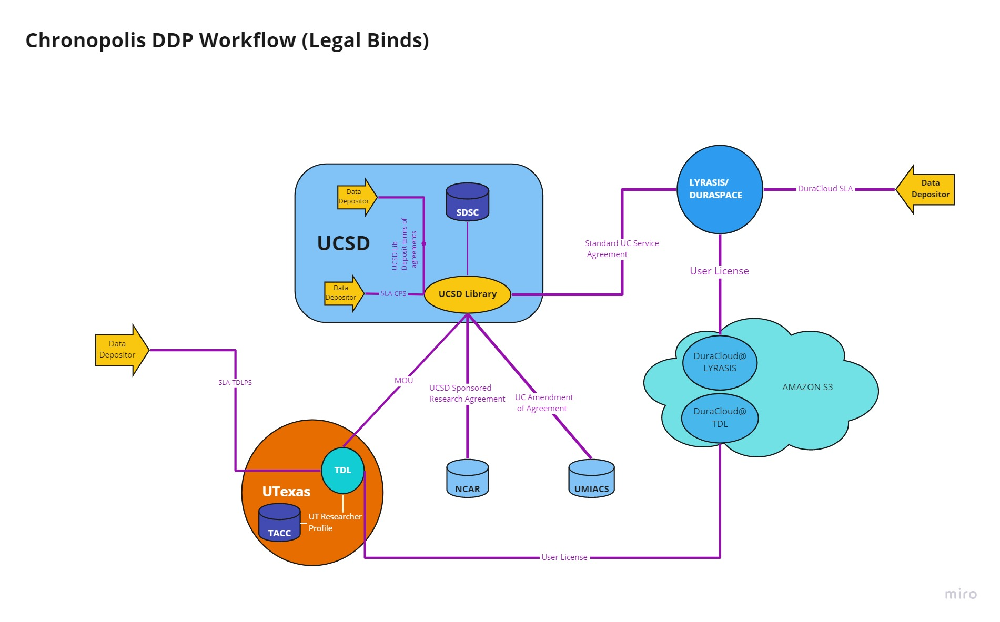 Chronopolis DDP Workflow (Legal Binds)
Data
Depositor
SDSC
UCSD
UCSD Lib
Deposit terms of
agreements
Data
Depositor
SLA-CPS
UCSD Library
LYRASIS/
DURASPACE
DuraCloud SLA
Data
Depositor
Standard UC Service
Agreement
User License
Data
Depositor
SLA-TDLPS
MOU
UCSD Sponsored
Research Agreement
UC Amendment
of Agreement
DuraCloud@
LYRASIS
AMAZON S3
DuraCloud@
TDL
TDL
UTexas
UT Researcher
Profile
TACC
NCAR
UMIACS
User License
miro